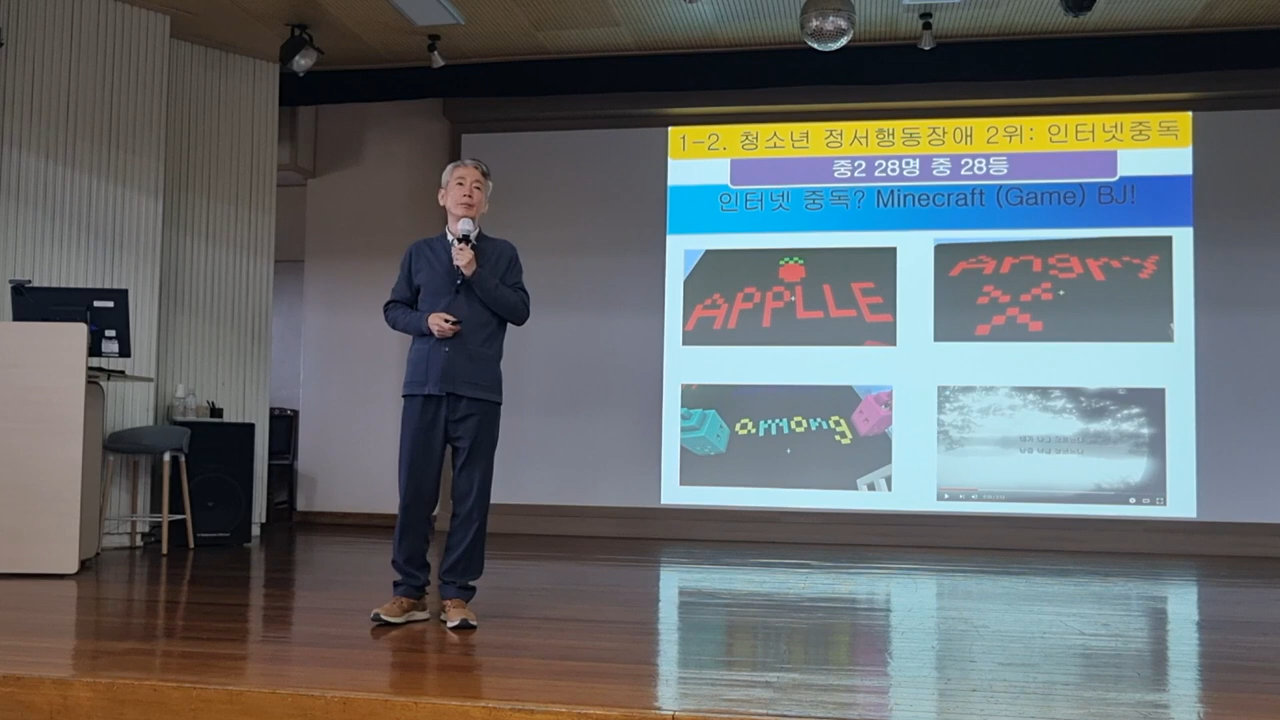 1-2. 청소년 정서행동장애 2위: 인터넷중독
중2 28명 중 28등
인터넷 중독? Minecraft (Game) BJ!
APPLLE
Angry
among